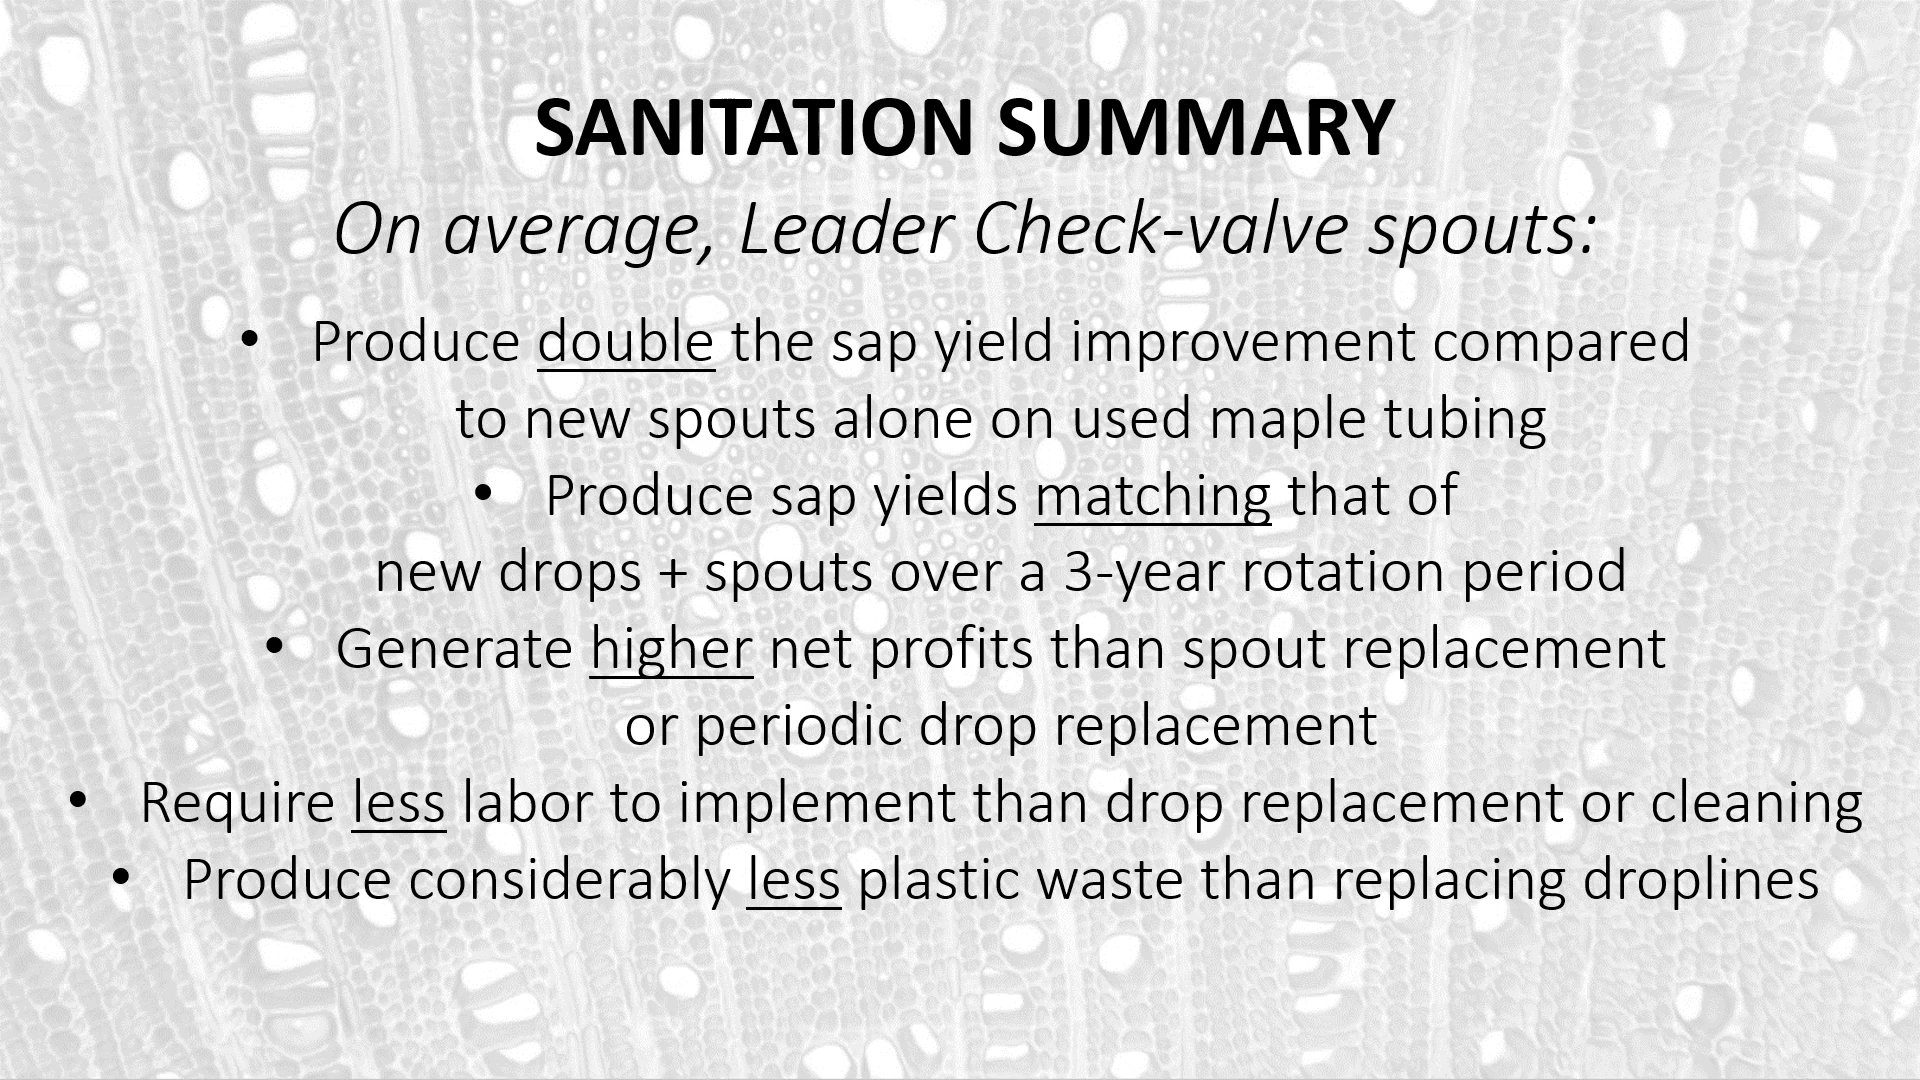 SANITATION SUMMARY
On average, Leader Check-valve spouts:
• Produce double the sap yield improvement compared
to new spouts alone on used maple tubing
• Produce sap yields matching that of
new drops + spouts over a 3-year rotation period
• Generate higher net profits than spout replacement
or periodic drop replacement
• Require less labor to implement than drop replacement or cleaning
• Produce considerably less plastic waste than replacing droplines